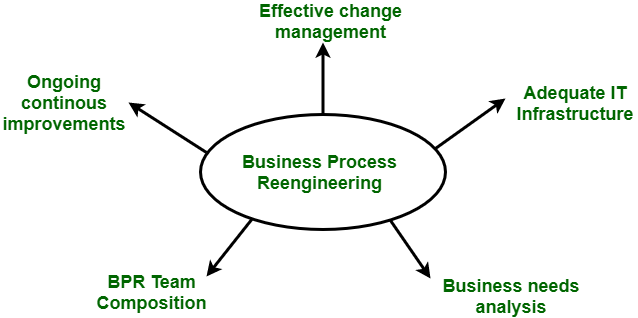 Effective change
management
Ongoing
continous
improvements
Adequate IT
Infrastructure
Business Process
Reengineering
BPR Team
Composition
Business needs
analysis